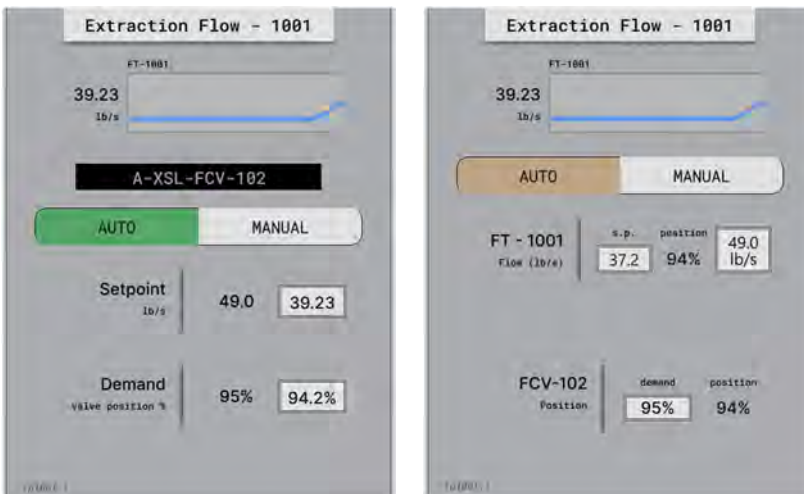 Extraction Flow - 1001
FT-1001
39.23
lb/s
A-XSL-FCV-102
AUTO MANUAL
Setpoint
lb/s
49.0 39.23
Demand
valve position %
95% 94.2%
Extraction Flow - 1001
FT-1001
39.23
lb/s
AUTO MANUAL
FT - 1001
Flow (lb/s)
s.p. position
37.2 94% 49.0
lb/s
FCV-102
Position
demand position
95% 94%